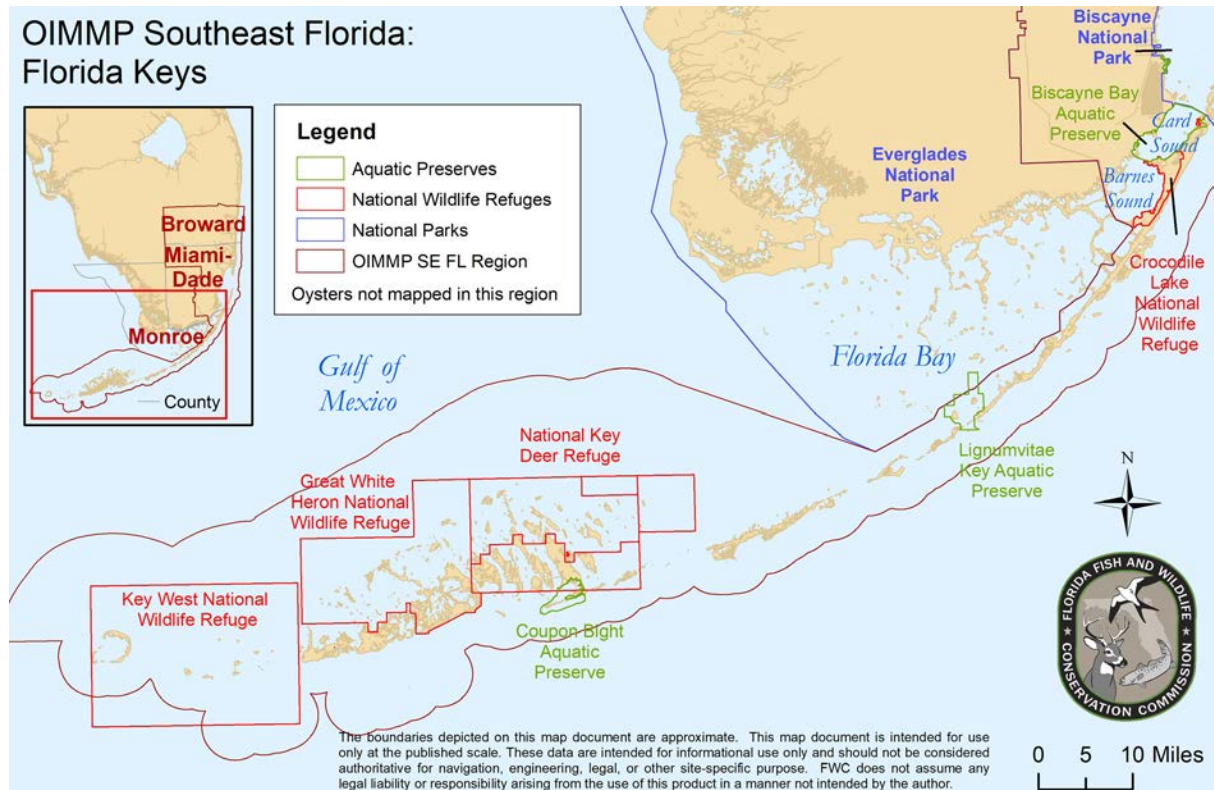 OIMMP Southeast Florida:
Florida Keys
Broward
Miami-
Dade
Monroe
County
Legend
Aquatic Preserves
National Wildlife Refuges
National Parks
OIMMP SE FL Region
Oysters not mapped in this region
Biscayne
National
Park
Biscayne Bay
Aquatic
Preserve
Card
Sound
Everglades
National
Park
Barnes
Sound
Crocodile
Lake
National
Wildlife
Refuge
Gulf of
Mexico
Florida Bay
Lignumvitae
Key Aquatic
Preserve
National Key
Deer Refuge
Great White
Heron National
Wildlife Refuge
Key West National
Wildlife Refuge
Coupon Bight
Aquatic
Preserve
N
FLORIDA FISH AND WILDLIFE
CONSERVATION COMMISSION
The boundaries depicted on this map document are approximate. This map document is intended for use
only at the published scale. These data are intended for informational use only and should not be considered
authoritative for navigation, engineering, legal, or other site-specific purpose. FWC does not assume any
legal liability or responsibility arising from the use of this product in a manner not intended by the author.
0 5 10 Miles